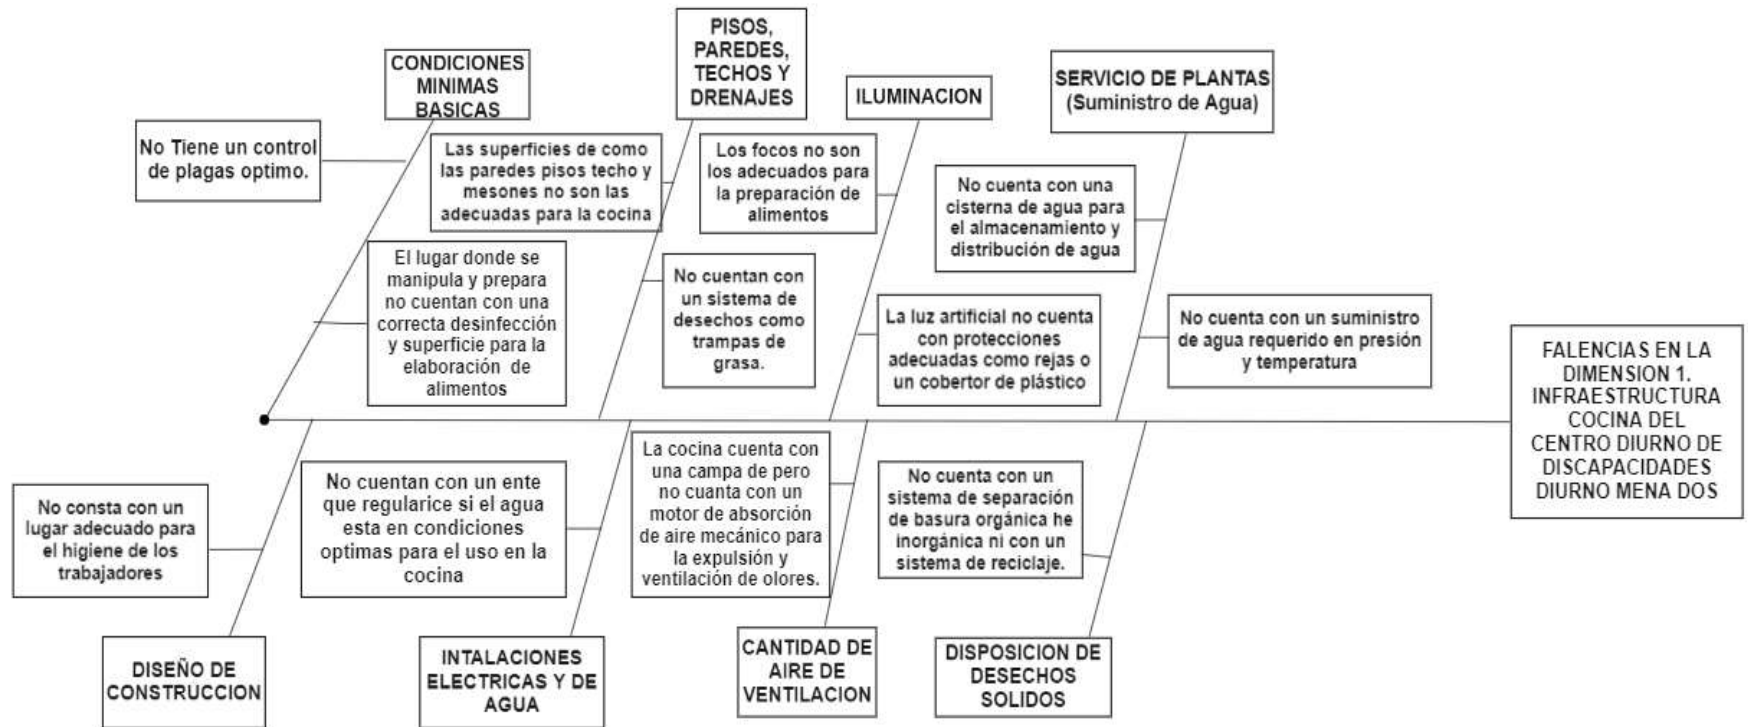 CONDICIONES
MINIMAS
BASICAS
No Tiene un control
de plagas optimo.
El lugar donde se
manipula y prepara
no cuentan con una
correcta desinfección
y superficie para la
elaboración de
alimentos
PISOS,
PAREDES,
TECHOS Y
DRENAJES
Las superficies de como
las paredes pisos techo y
mesones no son las
adecuadas para la cocina
No cuentan con
un sistema de
desechos como
trampas de
grasa.
ILUMINACION
Los focos no son
los adecuados para
la preparación de
alimentos
La luz artificial no cuenta
con protecciones
adecuadas como rejas o
un cobertor de plástico
SERVICIO DE PLANTAS
(Suministro de Agua)
No cuenta con una
cisterna de agua para
el almacenamiento y
distribución de agua
No cuenta con un suministro
de agua requerido en presión
y temperatura
FALENCIAS EN LA
DIMENSION 1.
INFRAESTRUCTURA
COCINA DEL
CENTRO DIURNO DE
DISCAPACIDADES
DIURNO MENA DOS
No consta con un
lugar adecuado para
el higiene de los
trabajadores
DISEÑO DE
CONSTRUCCION
No cuentan con un ente
que regularice si el agua
esta en condiciones
optimas para el uso en la
cocina
INTALACIONES
ELECTRICAS Y DE
AGUA
La cocina cuenta con
una campa de pero
no cuanta con un
motor de absorción
de aire mecánico para
la expulsión y
ventilación de olores.
CANTIDAD DE
AIRE DE
VENTILACION
No cuenta con un
sistema de separación
de basura orgánica he
inorgánica ni con un
sistema de reciclaje.
DISPOSICION DE
DESECHOS
SOLIDOS